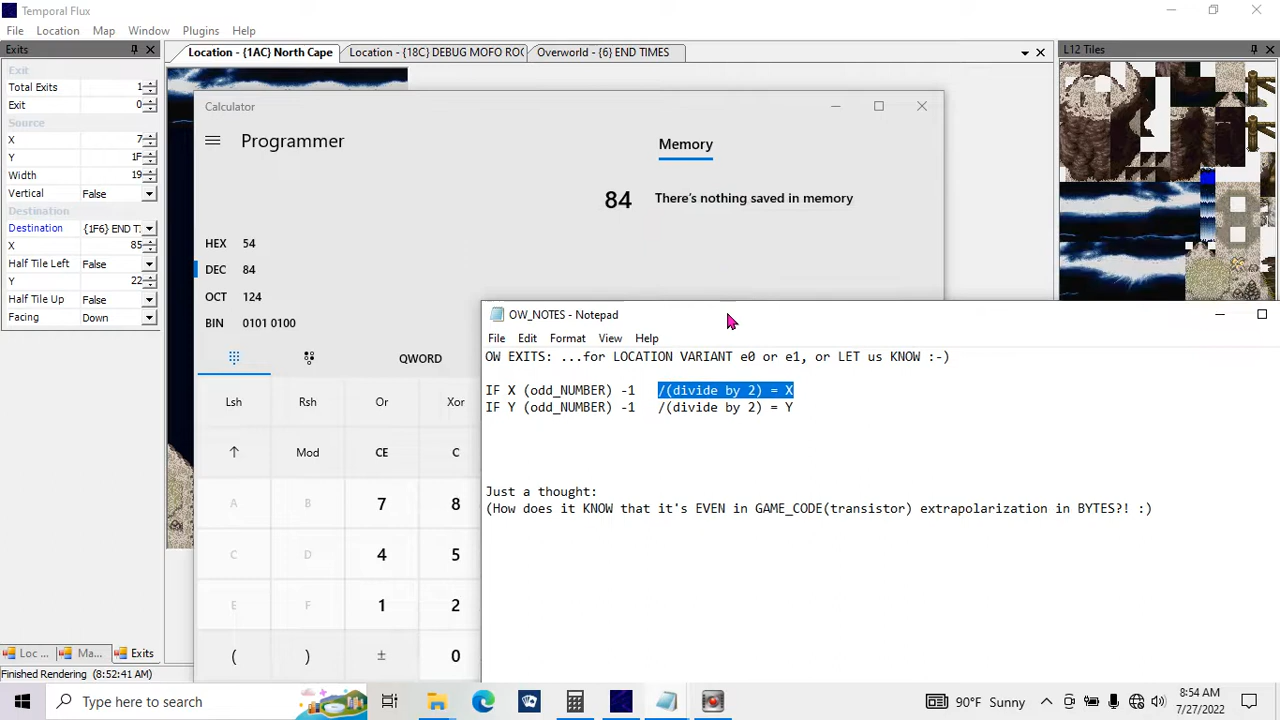 Temporal Flux
File Location Map Window Plugins Help
Exits
Location - {1AC} North Cape
Location - {18C} DEBUG MOFO ROC
Overworld - {6} END TIMES
L12 Tiles
Exit
Total Exits 1
Exit 0
Source
X 7
Y 1F
Width 19
Vertical False
Destination
Destination {1F6} END T
X 85
Half Tile Left False
Y 22
Half Tile Up False
Facing Down
Calculator
Programmer
Memory
84
There's nothing saved in memory
HEX 54
DEC 84
OCT 124
BIN 0101 0100
QWORD
Lsh Rsh Or Xor
Mod CE C
A B 7 8
C D 4 5
E F 1 2
( ) ± 0
OW_NOTES - Notepad
File Edit Format View Help
OW EXITS: ...for LOCATION VARIANT e0 or e1, or LET us KNOW :-)
IF X (odd_NUMBER) -1 /(divide by 2) = X
IF Y (odd_NUMBER) -1 /(divide by 2) = Y
Just a thought:
(How does it KNOW that it's EVEN in GAME_CODE(transistor) extrapolarization in BYTES?! :)
Loc ... Ma... Exits
Finished Rendering (8:52:41 AM)
Type here to search
90°F Sunny
8:54 AM
7/27/2022